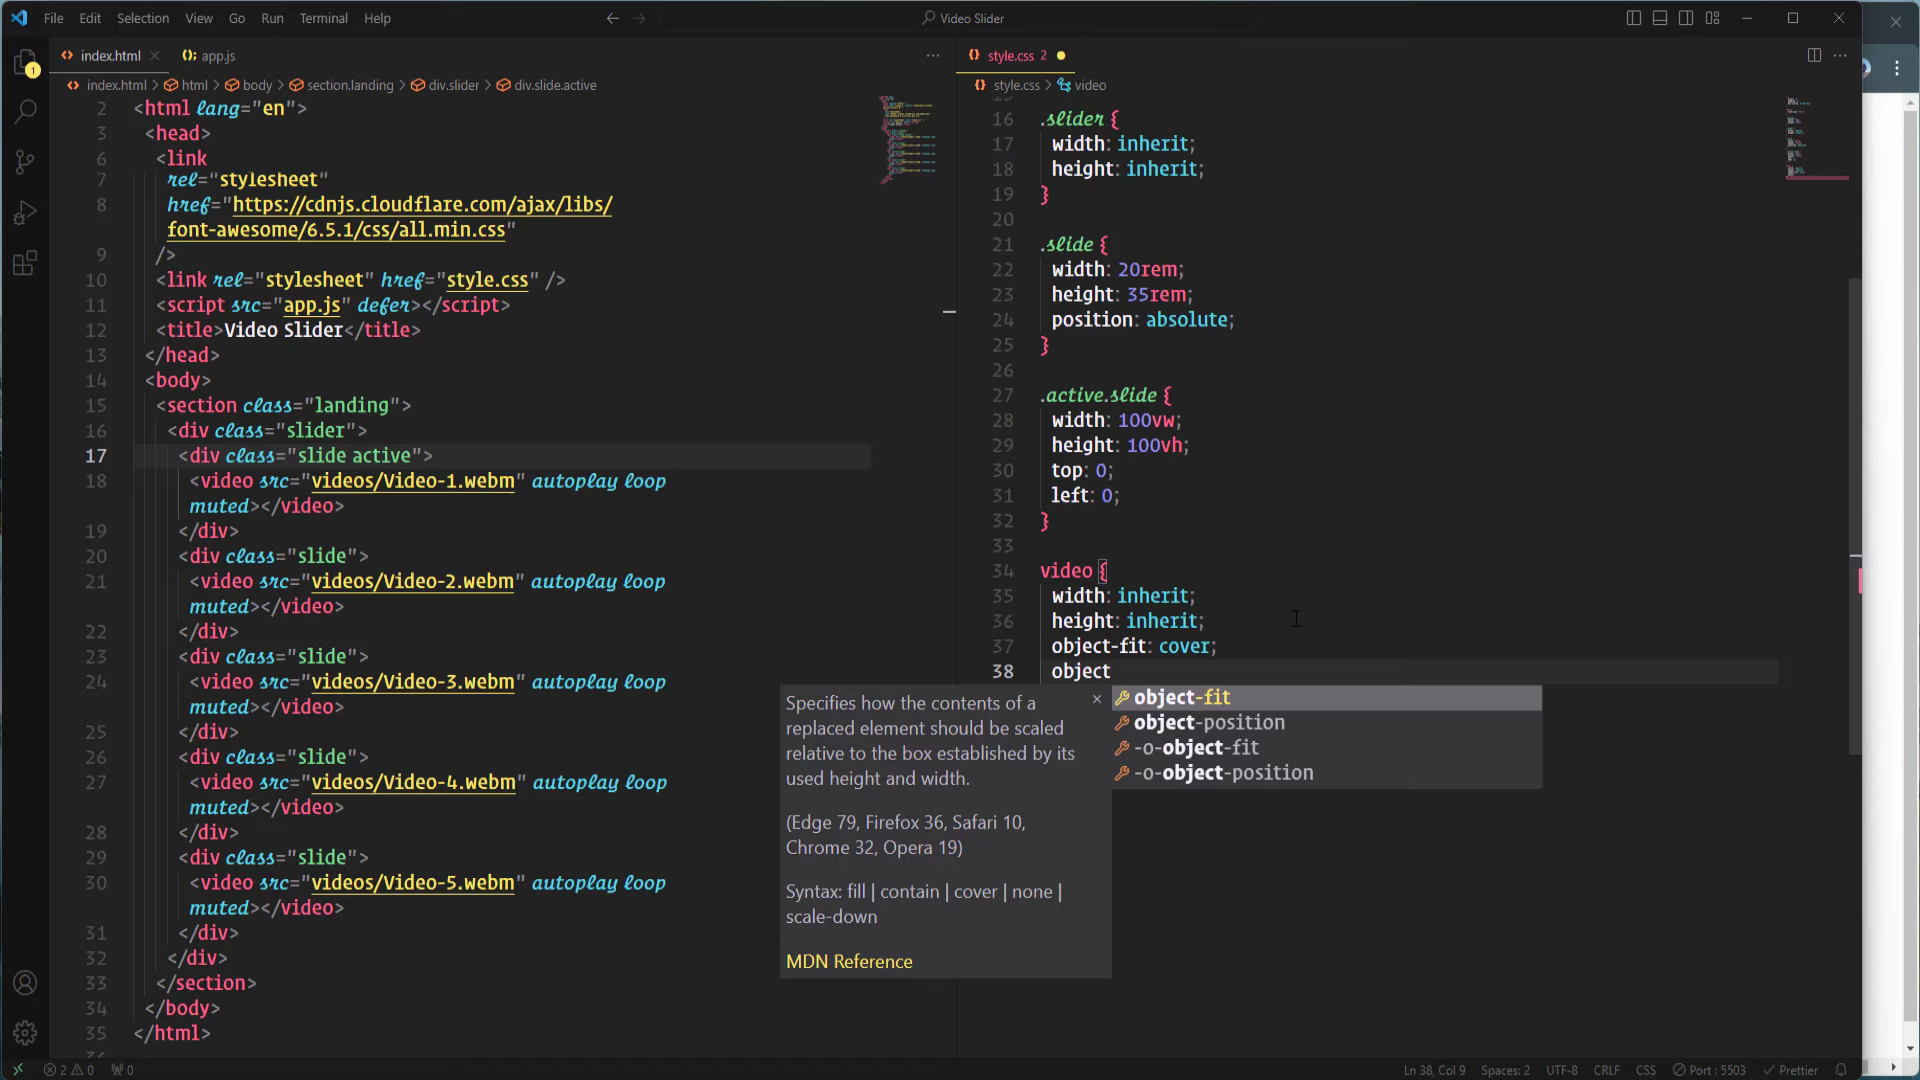 File Edit Selection View Go Run Terminal Help
Video Slider
index.html
app.js
index.html > html > body > section.landing > div.slider > div.slide.active
2 <html lang="en">
3 <head>
6 <link
7 rel="stylesheet"
8 href="https://cdnjs.cloudflare.com/ajax/libs/
font-awesome/6.5.1/css/all.min.css"
9 />
10 <link rel="stylesheet" href="style.css" />
11 <script src="app.js" defer></script>
12 <title>Video Slider</title>
13 </head>
14 <body>
15 <section class="landing">
16 <div class="slider">
17 <div class="slide active">
18 <video src="videos/Video-1.webm" autoplay loop
muted></video>
19 </div>
20 <div class="slide">
21 <video src="videos/Video-2.webm" autoplay loop
muted></video>
22 </div>
23 <div class="slide">
24 <video src="videos/Video-3.webm" autoplay loop
muted></video>
25 </div>
26 <div class="slide">
27 <video src="videos/Video-4.webm" autoplay loop
muted></video>
28 </div>
29 <div class="slide">
30 <video src="videos/Video-5.webm" autoplay loop
muted></video>
31 </div>
32 </div>
33 </section>
34 </body>
35 </html>
style.css 2
style.css > video
16 .slider {
17 width: inherit;
18 height: inherit;
19 }
20
21 .slide {
22 width: 20rem;
23 height: 35rem;
24 position: absolute;
25 }
26
27 .active.slide {
28 width: 100vw;
29 height: 100vh;
30 top: 0;
31 left: 0;
32 }
33
34 video {
35 width: inherit;
36 height: inherit;
37 object-fit: cover;
38 object
object-fit
object-position
-o-object-fit
-o-object-position
Specifies how the contents of a
replaced element should be scaled
relative to the box established by its
used height and width.
(Edge 79, Firefox 36, Safari 10,
Chrome 32, Opera 19)
Syntax: fill | contain | cover | none |
scale-down
MDN Reference
1
2 0 0
Ln 38, Col 9 Spaces: 2 UTF-8 CRLF CSS Port : 5503 Prettier